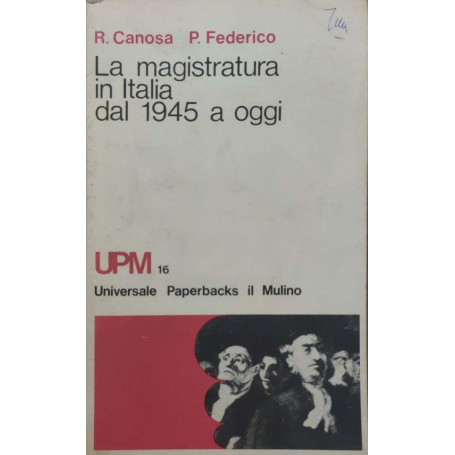 R. Canosa P. Federico
La magistratura
in Italia
dal 1945 a oggi
UPM 16
Universale Paperbacks il Mulino